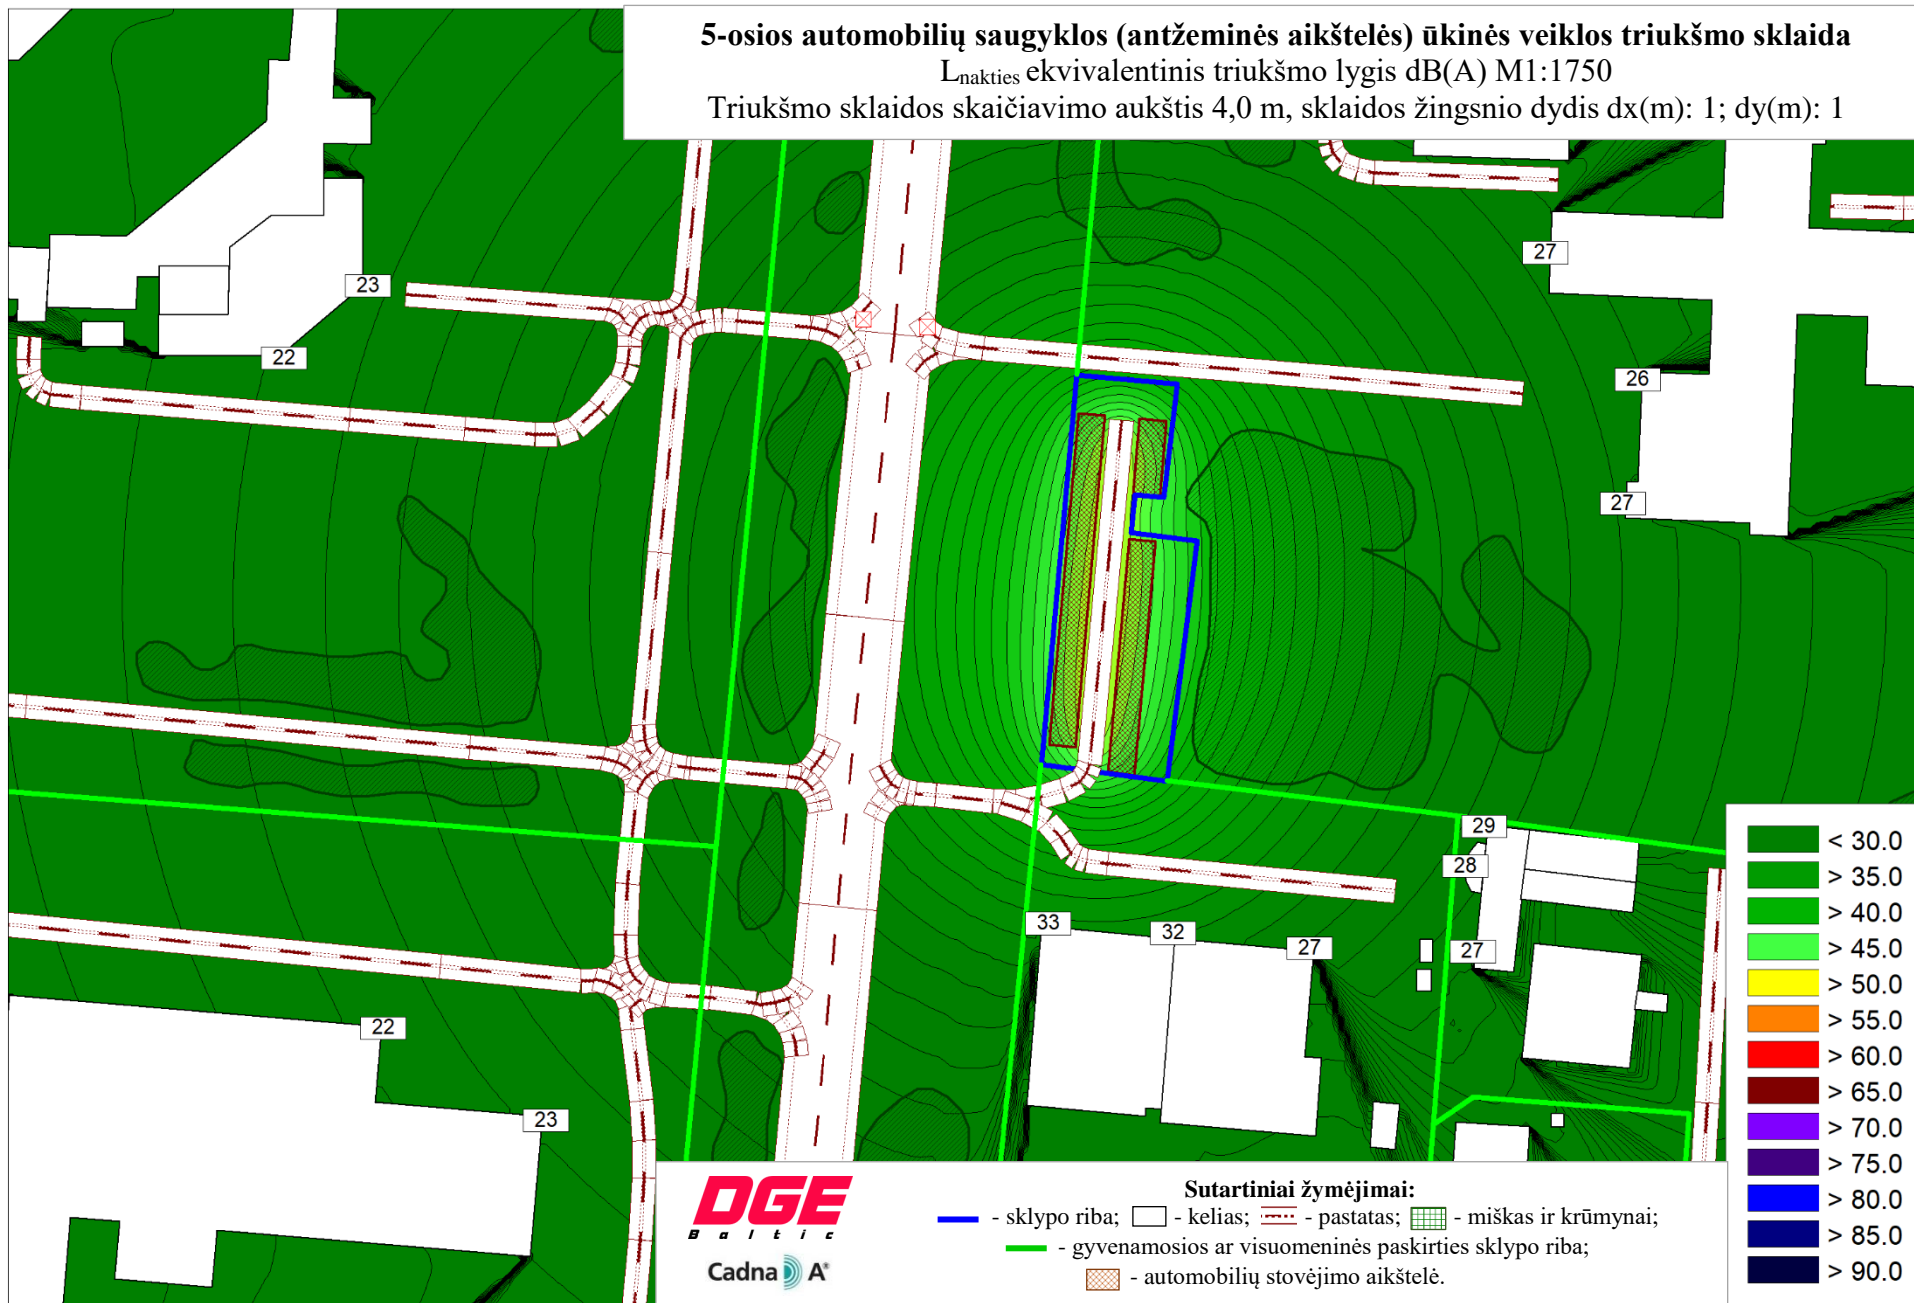 5-osios automobilių saugyklos (antžeminės aikštelės) ūkinės veiklos triukšmo sklaida
Lnakties ekvivalentinis triukšmo lygis dB(A) M1:1750
Triukšmo sklaidos skaičiavimo aukštis 4,0 m, sklaidos žingsnio dydis dx(m): 1; dy(m): 1
27
23
22
26
27
29
28
33
32
27
27
22
23
< 30.0
> 35.0
> 40.0
> 45.0
> 50.0
> 55.0
> 60.0
> 65.0
> 70.0
> 75.0
> 80.0
> 85.0
> 90.0
DGE
Baltic
Cadna A®
Sutartiniai žymėjimai:
- sklypo riba; - kelias; - pastatas; - miškas ir krūmynai;
- gyvenamosios ar visuomeninės paskirties sklypo riba;
- automobilių stovėjimo aikštelė.